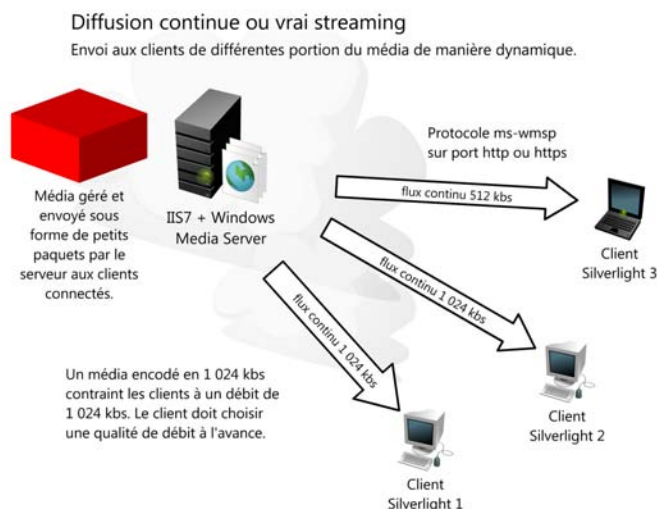 Diffusion continue ou vrai streaming
Envoi aux clients de différentes portion du média de manière dynamique.
Protocole ms-wmsp
sur port http ou https
flux continu 512 kbs
Média géré et
envoyé sous
forme de petits
paquets par le
serveur aux clients
connectés.
IIS7 + Windows
Media Server
Client
Silverlight 3
flux continu 1 024 kbs
flux continu 1 024 kbs
Un média encodé en 1 024 kbs
contraint les clients à un débit de
1 024 kbs. Le client doit choisir
une qualité de débit à l'avance.
Client
Silverlight 2
Client
Silverlight 1